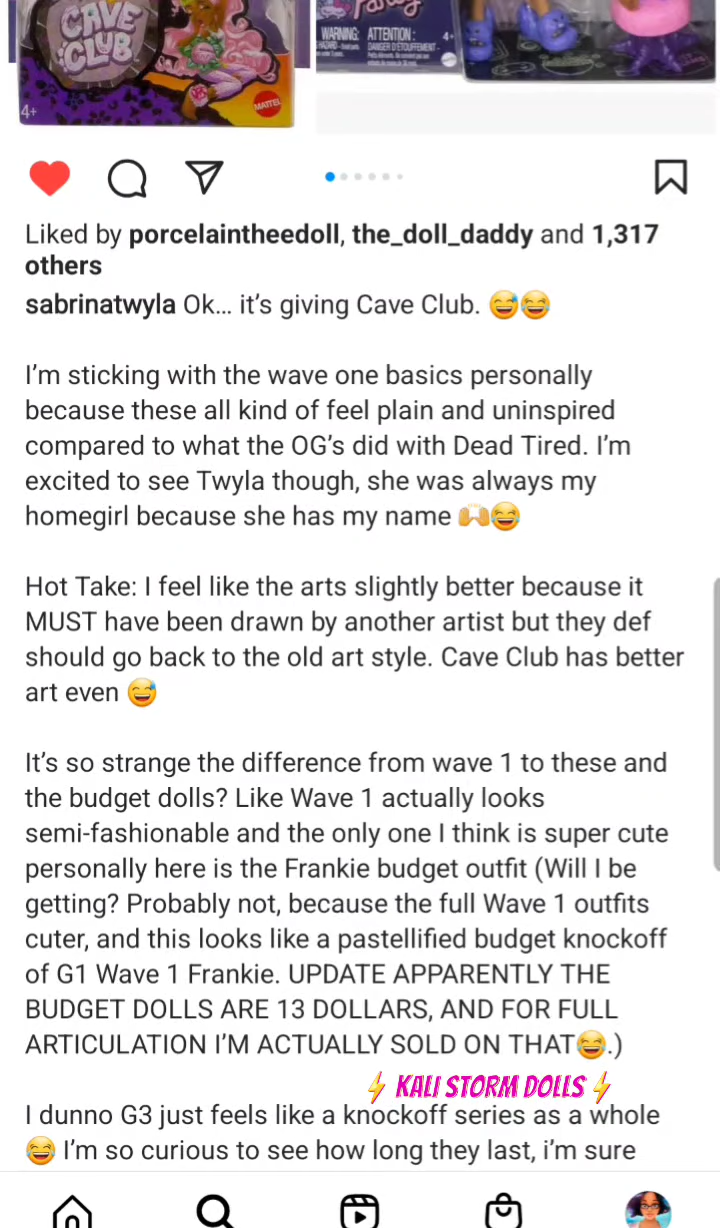 CAVE
CLUB
4+
MATTEL
Party
WARNING:
ATTENTION:
DANGER D'ÉTOUFFEMENT
4+
Liked by porcelaintheedoll, the_doll_daddy and 1,317
others
sabrinatwyla Ok... it's giving Cave Club. 😅😂
I'm sticking with the wave one basics personally
because these all kind of feel plain and uninspired
compared to what the OG's did with Dead Tired. I'm
excited to see Twyla though, she was always my
homegirl because she has my name 🙌😂
Hot Take: I feel like the arts slightly better because it
MUST have been drawn by another artist but they def
should go back to the old art style. Cave Club has better
art even 😅
It's so strange the difference from wave 1 to these and
the budget dolls? Like Wave 1 actually looks
semi-fashionable and the only one I think is super cute
personally here is the Frankie budget outfit (Will I be
getting? Probably not, because the full Wave 1 outfits
cuter, and this looks like a pastellified budget knockoff
of G1 Wave 1 Frankie. UPDATE APPARENTLY THE
BUDGET DOLLS ARE 13 DOLLARS, AND FOR FULL
ARTICULATION I'M ACTUALLY SOLD ON THAT😂.)
⚡ KALI STORM DOLLS ⚡
I dunno G3 just feels like a knockoff series as a whole
😂 I'm so curious to see how long they last, i'm sure